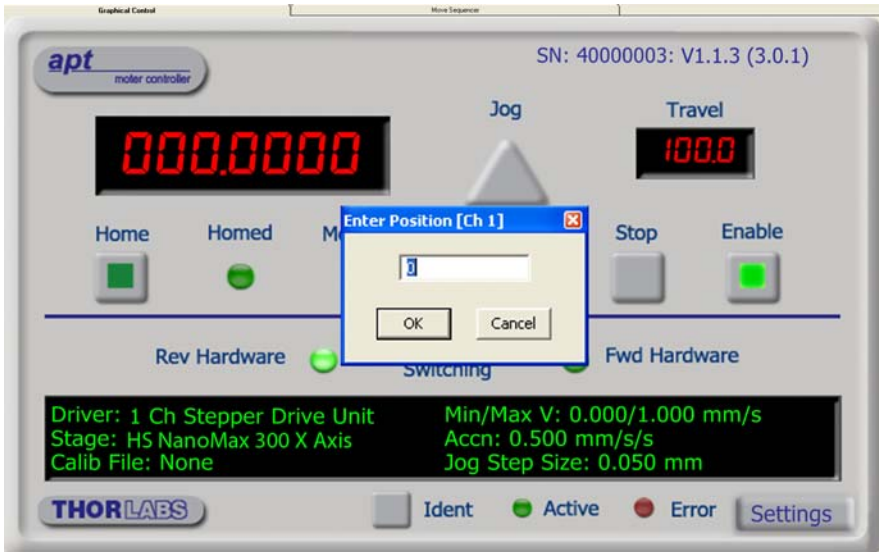 Graphical Control Move Sequencer
apt
moter controller
SN: 40000003: V1.1.3 (3.0.1)
Jog Travel
000.0000
100.0
Enter Position [Ch 1]
Home Homed Stop Enable
0
OK Cancel
Rev Hardware Switching Fwd Hardware
Driver: 1 Ch Stepper Drive Unit Min/Max V: 0.000/1.000 mm/s
Stage: HS NanoMax 300 X Axis Accn: 0.500 mm/s/s
Calib File: None Jog Step Size: 0.050 mm
THORLABS Ident Active Error Settings